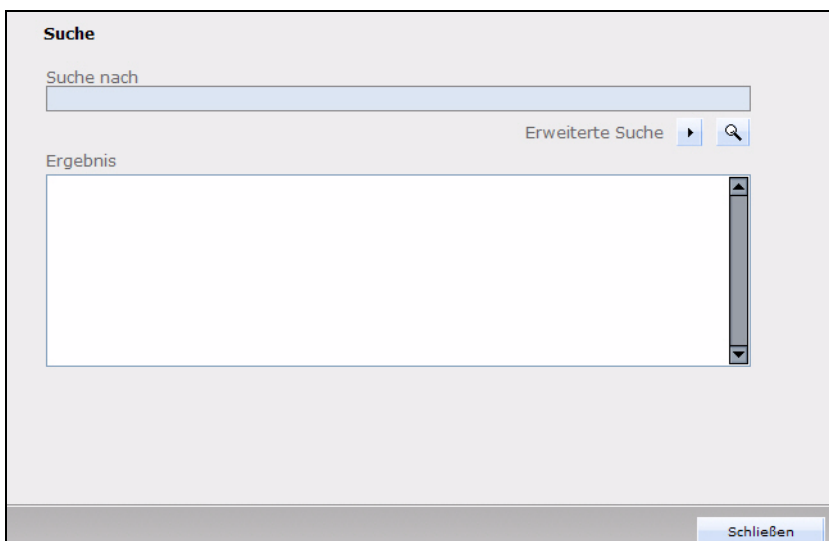 Suche
Suche nach
Erweiterte Suche
Ergebnis
Schließen